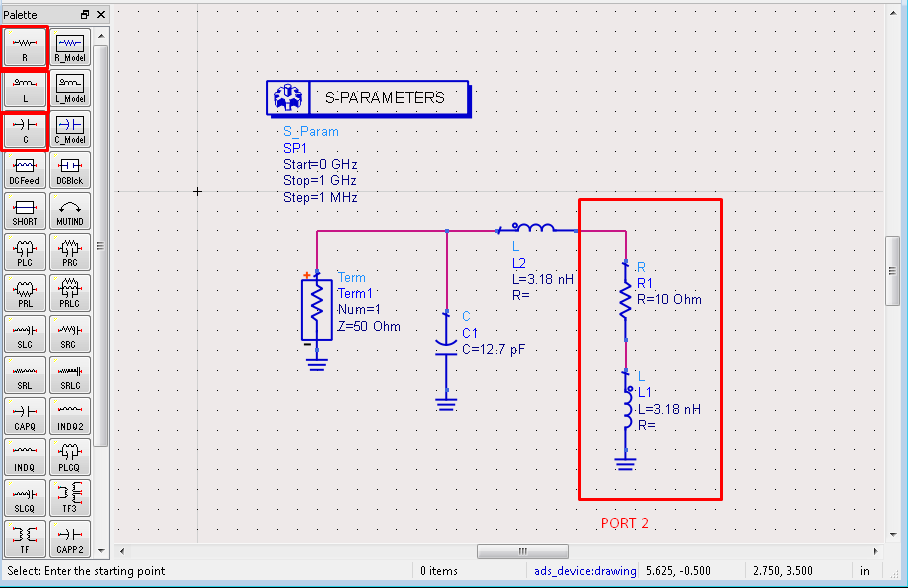 Palette
R
R_Model
L
L_Model
C
C_Model
DCFeed
DCBlck
SHORT
MUTIND
PLC
PRC
PRL
PRLC
SLC
SRC
SRL
SRLC
CAPQ
INDQ2
INDQ
PLCQ
SLCQ
TF3
TF
CAPP2
S-PARAMETERS
S_Param
SP1
Start=0 GHz
Stop=1 GHz
Step=1 MHz
L
L2
L=3.18 nH
R=
+
Term
Term1
Num=1
Z=50 Ohm
-
C
C1
C=12.7 pF
R
R1
R=10 Ohm
L
L1
L=3.18 nH
R=
PORT 2
Select: Enter the starting point
0 items
ads_device:drawing
5.625, -0.500
2.750, 3.500
in